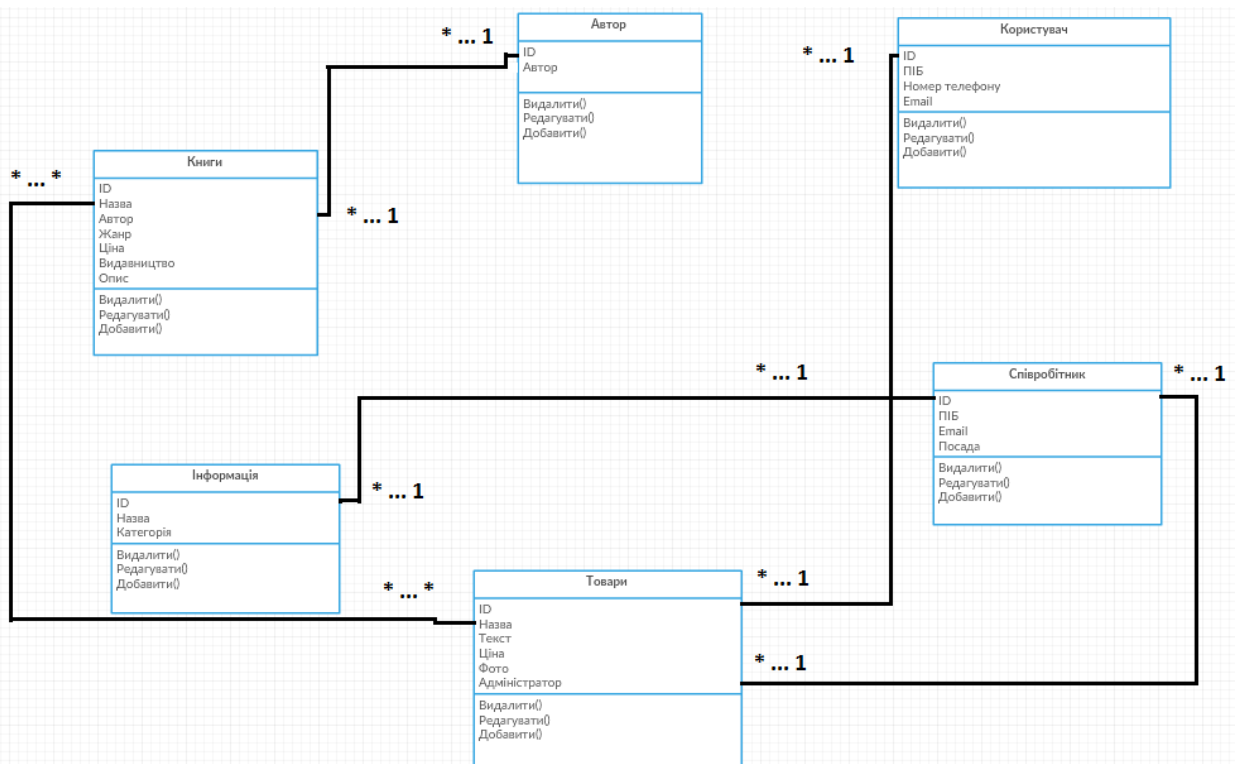 Автор
ID
Автор
Видалити()
Редагувати()
Добавити()
* ... 1
Користувач
ID
ПІБ
Номер телефону
Email
Видалити()
Редагувати()
Добавити()
* ... 1
Книги
ID
Назва
Автор
Жанр
Ціна
Видавництво
Опис
Видалити()
Редагувати()
Добавити()
* ... *
* ... 1
* ... 1
Співробітник
ID
ПІБ
Email
Посада
Видалити()
Редагувати()
Добавити()
* ... 1
Інформація
ID
Назва
Категорія
Видалити()
Редагувати()
Добавити()
* ... 1
* ... *
Товари
ID
Назва
Текст
Ціна
Фото
Адміністратор
Видалити()
Редагувати()
Добавити()
* ... 1
* ... 1